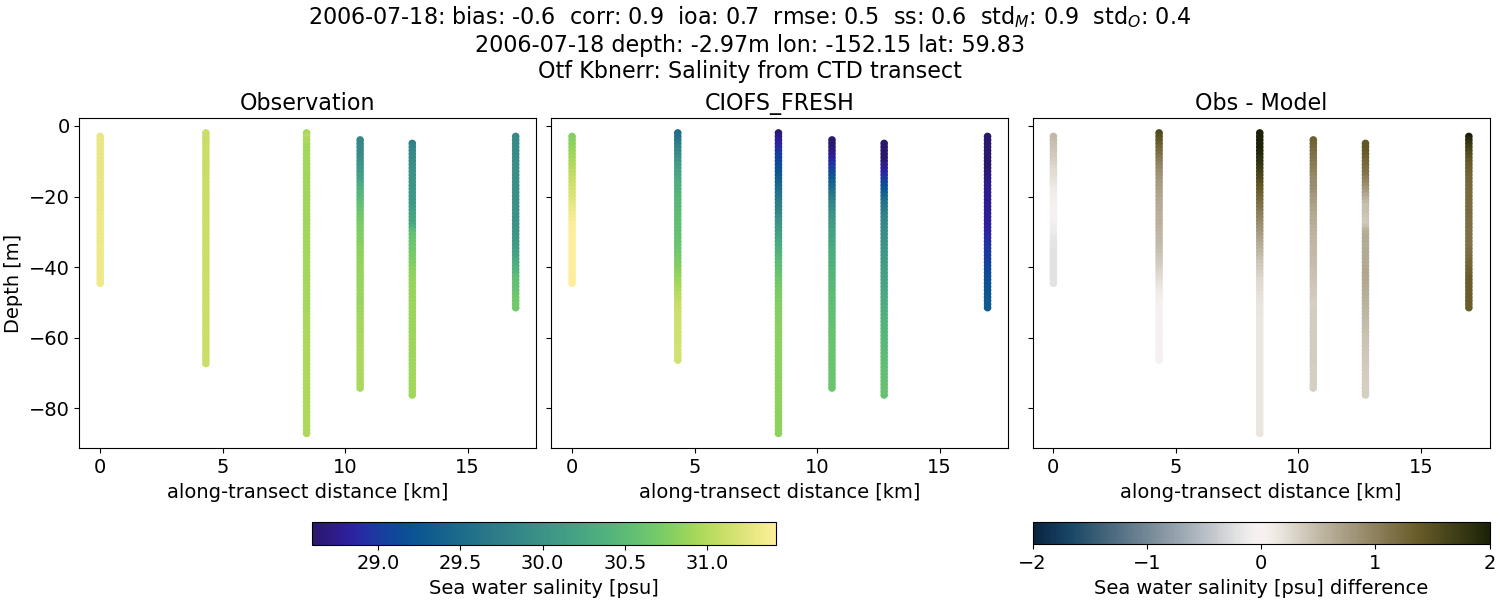 2006-07-18: bias: -0.6 corr: 0.9 ioa: 0.7 rmse: 0.5 ss: 0.6 std_M: 0.9 std_O: 0.4
2006-07-18 depth: -2.97m lon: -152.15 lat: 59.83
Otf Kbnerr: Salinity from CTD transect
Observation
CIOFS_FRESH
Obs - Model
Depth [m]
0
−20
−40
−60
−80
0 5 10 15
0 5 10 15
0 5 10 15
along-transect distance [km]
along-transect distance [km]
along-transect distance [km]
29.0 29.5 30.0 30.5 31.0
Sea water salinity [psu]
−2 −1 0 1 2
Sea water salinity [psu] difference